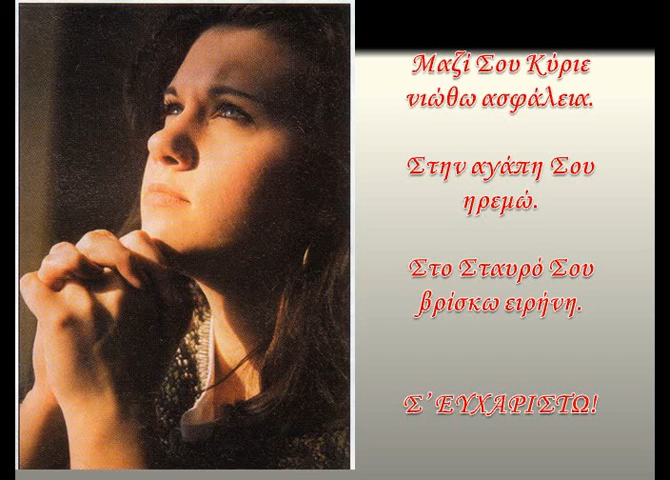 Μαζί Σου Κύριε
νιώθω ασφάλεια.
Στην αγάπη Σου
ηρεμώ.
Στο Σταυρό Σου
βρίσκω ειρήνη.
Σ' ΕΥΧΑΡΙΣΤΩ!